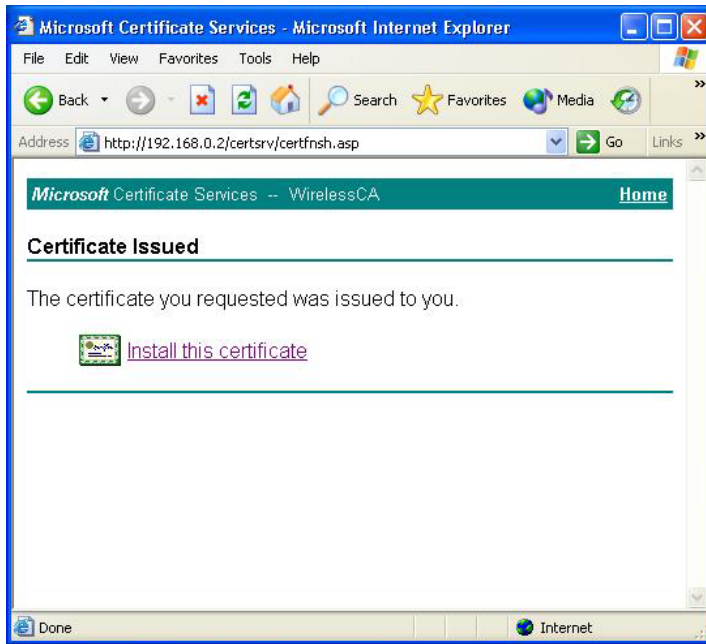 Microsoft Certificate Services - Microsoft Internet Explorer
File Edit View Favorites Tools Help
Back Search Favorites Media »
Address http://192.168.0.2/certsrv/certfnsh.asp Go Links »
Microsoft Certificate Services -- WirelessCA Home
Certificate Issued
The certificate you requested was issued to you.
Install this certificate
Done Internet